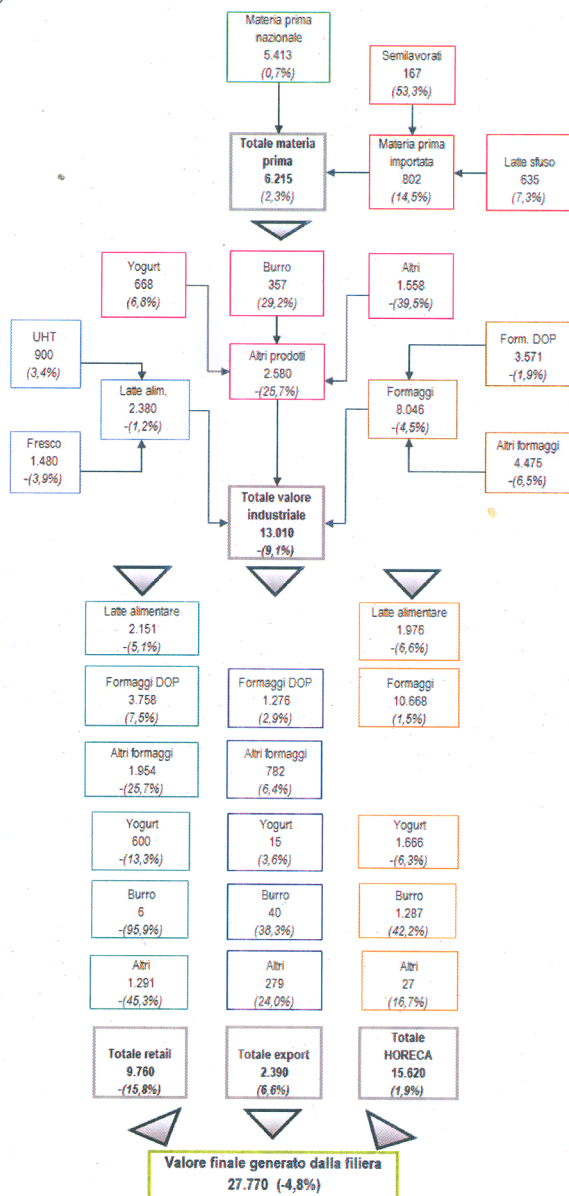 Materia prima
nazionale
5.413
(0,7%)
Semilavorati
167
(53,3%)
Totale materia
prima
6.215
(2,3%)
Materia prima
importata
802
(14,5%)
Latte sfuso
635
(7,3%)
Yogurt
668
(6,8%)
Burro
357
(29,2%)
Altri
1.558
-(39,5%)
UHT
900
(3,4%)
Altri prodotti
2.580
-(25,7%)
Form. DOP
3.571
-(1,9%)
Latte alim.
2.380
-(1,2%)
Formaggi
8.046
-(4,5%)
Fresco
1.480
-(3,9%)
Altri formaggi
4.475
-(6,5%)
Totale valore
industriale
13.010
-(9,1%)
Latte alimentare
2.151
-(5,1%)
Latte alimentare
1.976
-(6,6%)
Formaggi DOP
3.758
(7,5%)
Formaggi DOP
1.276
(2,9%)
Formaggi
10.668
(1,5%)
Altri formaggi
1.954
-(25,7%)
Altri formaggi
782
(6,4%)
Yogurt
600
-(13,3%)
Yogurt
15
(3,6%)
Yogurt
1.666
-(6,3%)
Burro
6
-(95,9%)
Burro
40
(38,3%)
Burro
1.287
(42,2%)
Altri
1.291
-(45,3%)
Altri
279
(24,0%)
Altri
27
(16,7%)
Totale retail
9.760
-(15,8%)
Totale export
2.390
(6,6%)
Totale
HORECA
15.620
(1,9%)
Valore finale generato dalla filiera
27.770 (-4,8%)